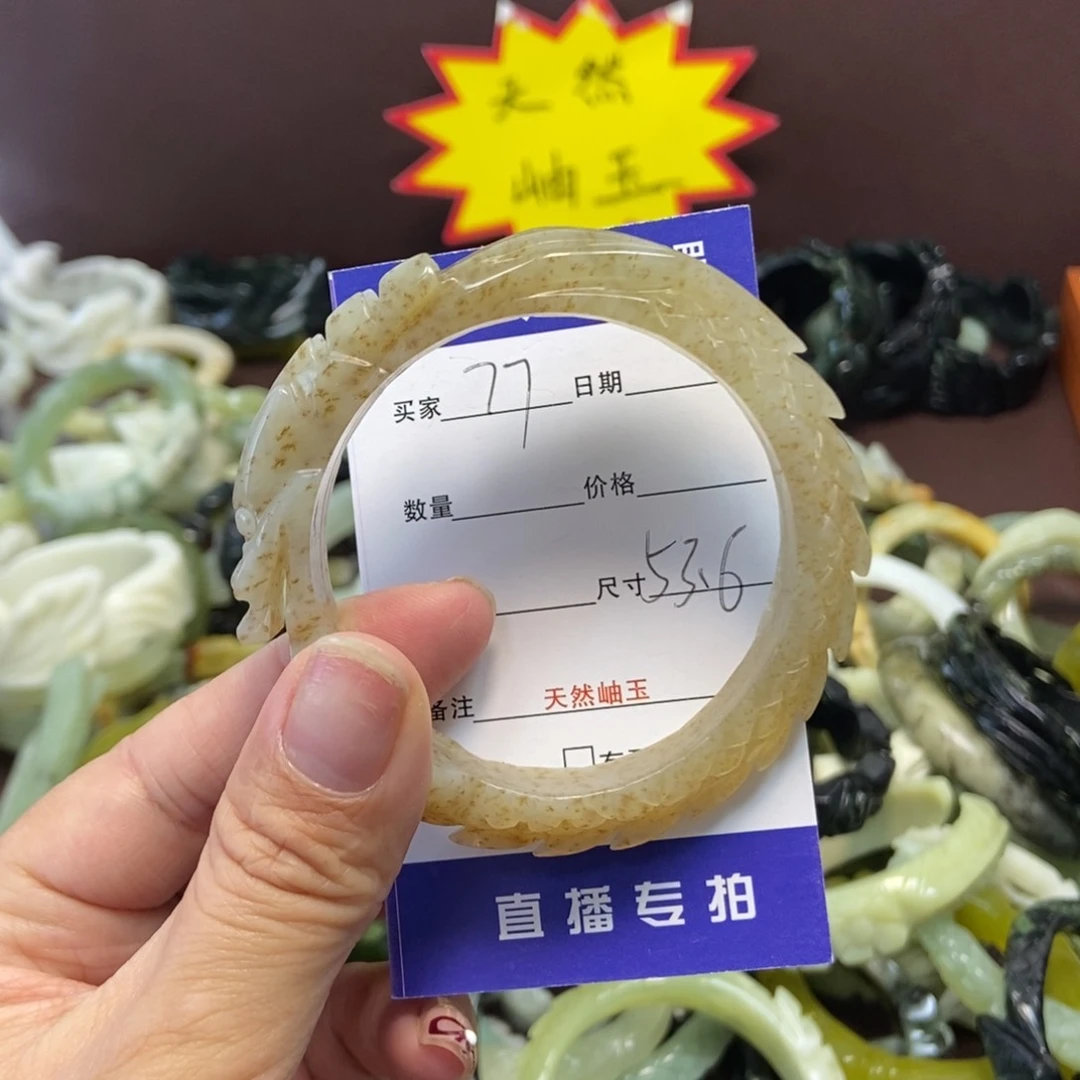 天然
岫玉
买家 77 日期
数量 价格
尺寸 53.6
备注 天然岫玉
直播专拍